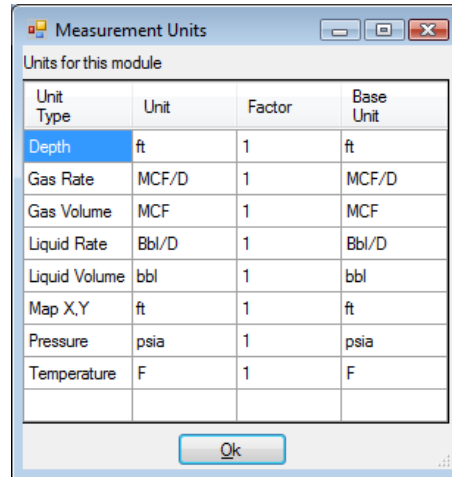 Measurement Units
Units for this module
Unit Type Unit Factor Base Unit
Depth ft 1 ft
Gas Rate MCF/D 1 MCF/D
Gas Volume MCF 1 MCF
Liquid Rate Bbl/D 1 Bbl/D
Liquid Volume bbl 1 bbl
Map X,Y ft 1 ft
Pressure psia 1 psia
Temperature F 1 F
Ok